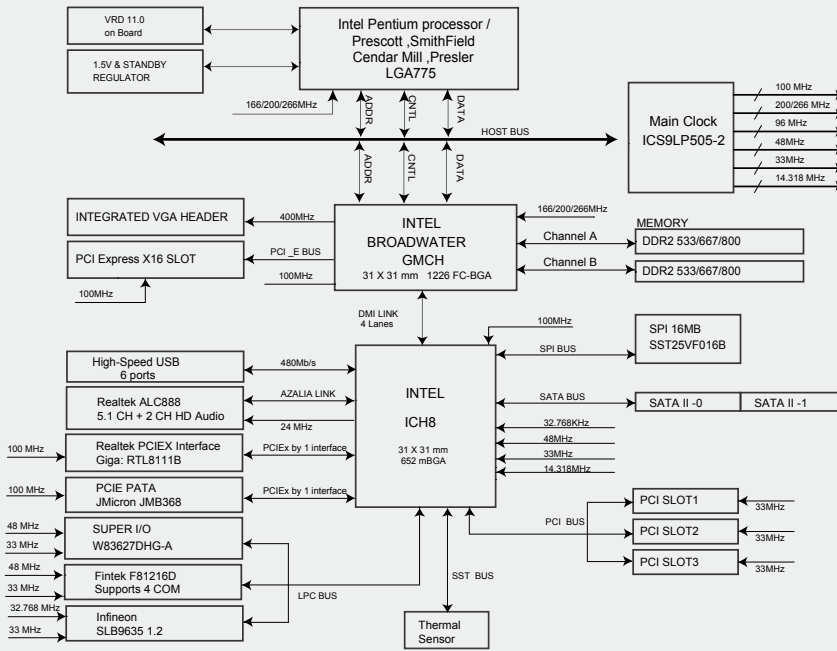 VRD 11.0
on Board
1.5V & STANDBY
REGULATOR
Intel Pentium processor /
Prescott ,SmithField
Cendar Mill ,Presler
LGA775
166/200/266MHz
ADDR
CNTL
DATA
HOST BUS
ADDR
CNTL
DATA
Main Clock
ICS9LP505-2
100 MHz
200/266 MHz
96 MHz
48MHz
33MHz
14.318 MHz
INTEGRATED VGA HEADER
400MHz
PCI Express X16 SLOT
PCI _E BUS
100MHz
100MHz
INTEL
BROADWATER
GMCH
31 X 31 mm 1226 FC-BGA
166/200/266MHz
Channel A
Channel B
MEMORY
DDR2 533/667/800
DDR2 533/667/800
DMI LINK
4 Lanes
100MHz
SPI BUS
SPI 16MB
SST25VF016B
High-Speed USB
6 ports
480Mb/s
Realtek ALC888
5.1 CH + 2 CH HD Audio
AZALIA LINK
24 MHz
INTEL
ICH8
31 X 31 mm
652 mBGA
SATA BUS
SATA II -0
SATA II -1
32.768KHz
48MHz
33MHz
14.318MHz
100 MHz
Realtek PCIEX Interface
Giga: RTL8111B
PCIEx by 1 interface
100 MHz
PCIE PATA
JMicron JMB368
PCIEx by 1 interface
48 MHz
33 MHz
SUPER I/O
W83627DHG-A
48 MHz
33 MHz
Fintek F81216D
Supports 4 COM
LPC BUS
32.768 MHz
33 MHz
Infineon
SLB9635 1.2
SST BUS
Thermal
Sensor
PCI BUS
PCI SLOT1
33MHz
PCI SLOT2
33MHz
PCI SLOT3
33MHz